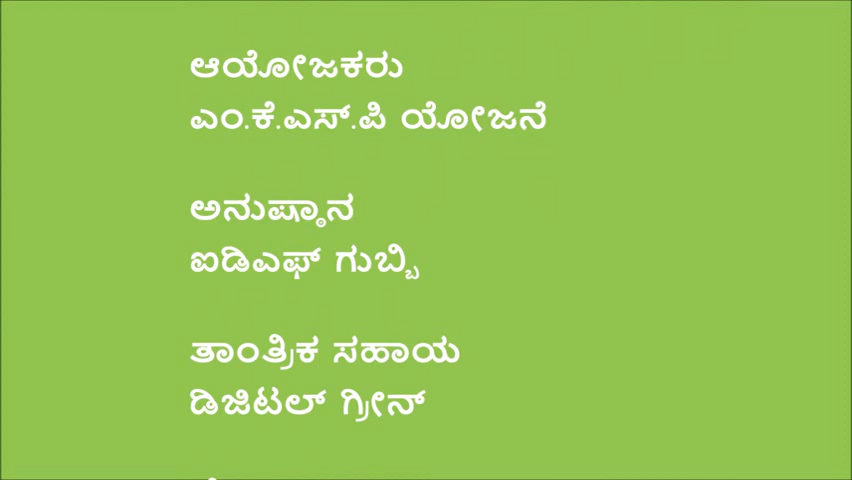 ಆಯೋಜಕರು
ಎಂ.ಕೆ.ಎಸ್.ಪಿ ಯೋಜನೆ
ಅನುಷ್ಠಾನ
ಐಡಿಎಫ್ ಗುಬ್ಬಿ
ತಾಂತ್ರಿಕ ಸಹಾಯ
ಡಿಜಿಟಲ್ ಗ್ರೀನ್